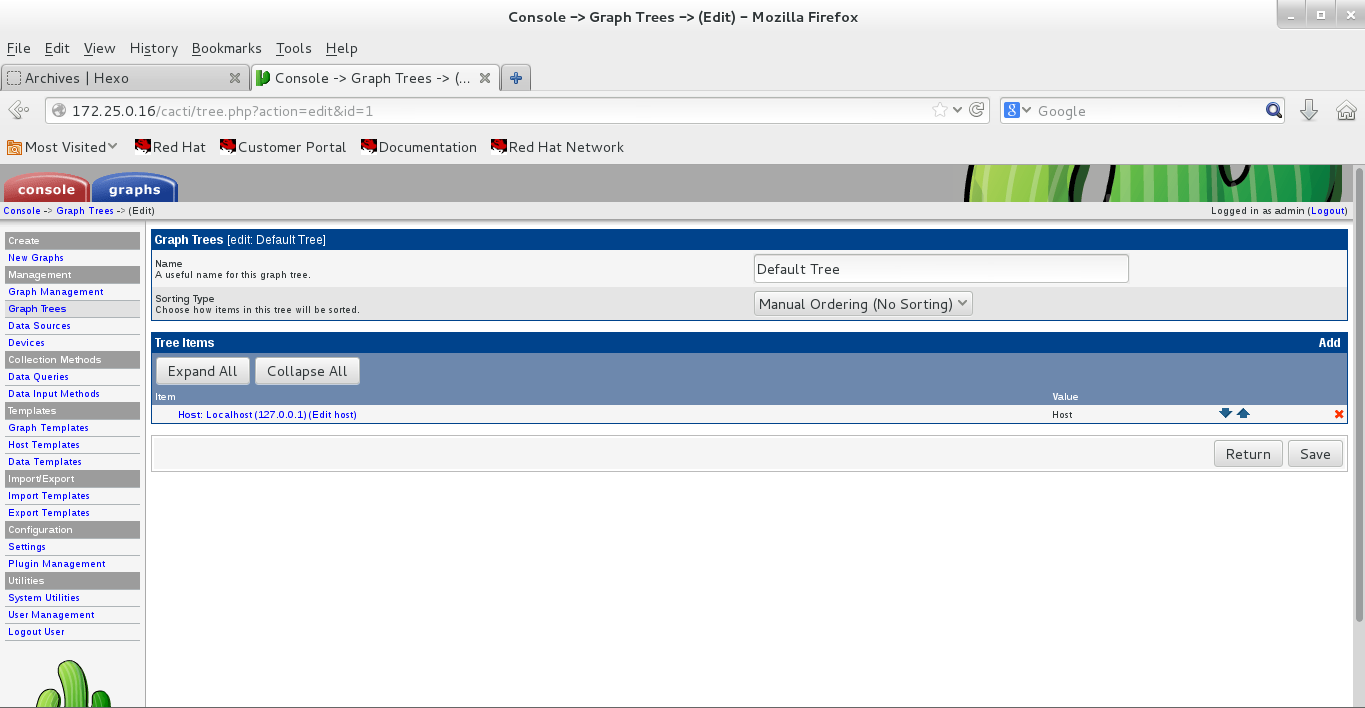 Console -> Graph Trees -> (Edit) - Mozilla Firefox
File Edit View History Bookmarks Tools Help
Archives | Hexo
Console -> Graph Trees -> (...
172.25.0.16/cacti/tree.php?action=edit&id=1
Google
Most Visited Red Hat Customer Portal Documentation Red Hat Network
console graphs
Console -> Graph Trees -> (Edit)
Logged in as admin (Logout)
Create
New Graphs
Management
Graph Management
Graph Trees
Data Sources
Devices
Collection Methods
Data Queries
Data Input Methods
Templates
Graph Templates
Host Templates
Data Templates
Import/Export
Import Templates
Export Templates
Configuration
Settings
Plugin Management
Utilities
System Utilities
User Management
Logout User
Graph Trees [edit: Default Tree]
Name
A useful name for this graph tree.
Default Tree
Sorting Type
Choose how items in this tree will be sorted.
Manual Ordering (No Sorting)
Tree Items Add
Expand All Collapse All
Item Value
Host: Localhost (127.0.0.1) (Edit host) Host
Return Save